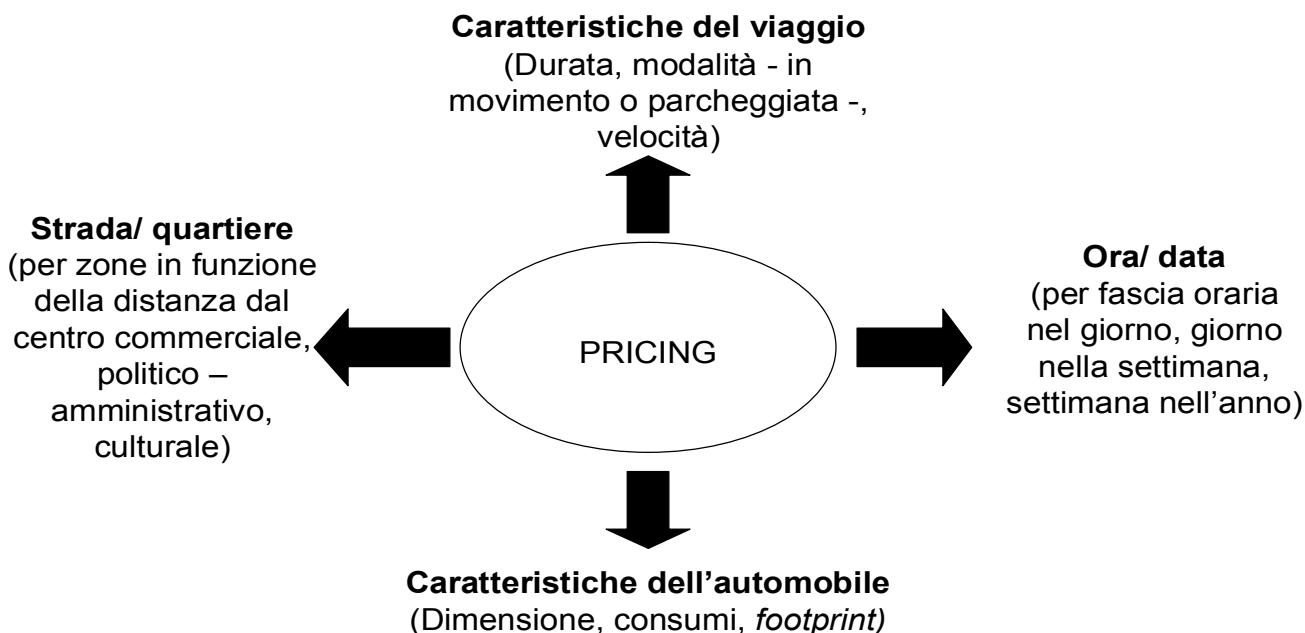 Caratteristiche del viaggio
(Durata, modalità - in
movimento o parcheggiata -,
velocità)
Strada/ quartiere
(per zone in funzione
della distanza dal
centro commerciale,
politico –
amministrativo,
culturale)
PRICING
Ora/ data
(per fascia oraria
nel giorno, giorno
nella settimana,
settimana nell’anno)
Caratteristiche dell’automobile
(Dimensione, consumi, footprint)